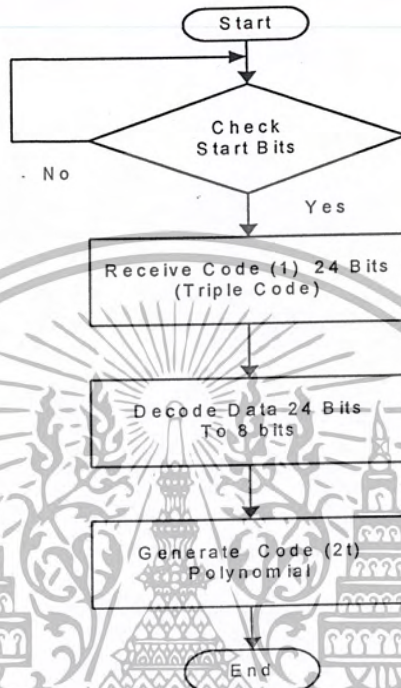 Start
Check
Start Bits
No
Yes
Receive Code (1) 24 Bits
(Triple Code)
Decode Data 24 Bits
To 8 bits
Generate Code (2t)
Polynomial
End